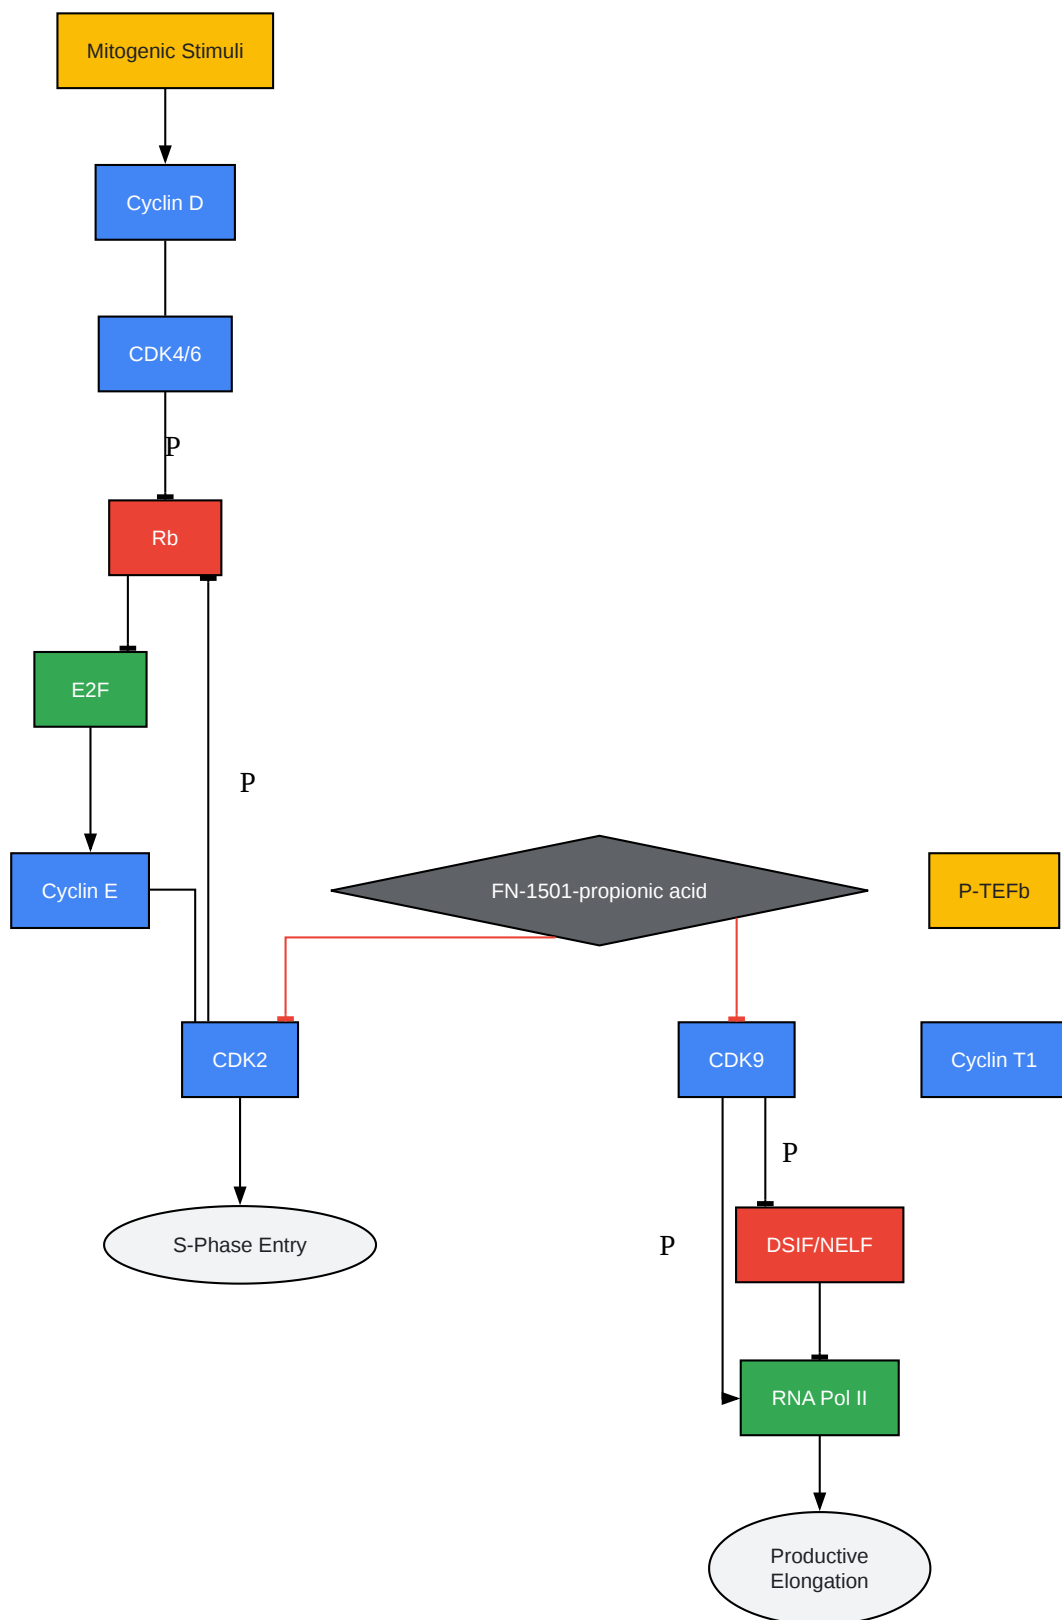 Mitogenic Stimuli
Cyclin D
CDK4/6
P
Rb
E2F
P
Cyclin E
FN-1501-propionic acid
P-TEFb
CDK2
CDK9
Cyclin T1
P
S-Phase Entry
P
DSIF/NELF
RNA Pol II
Productive
Elongation